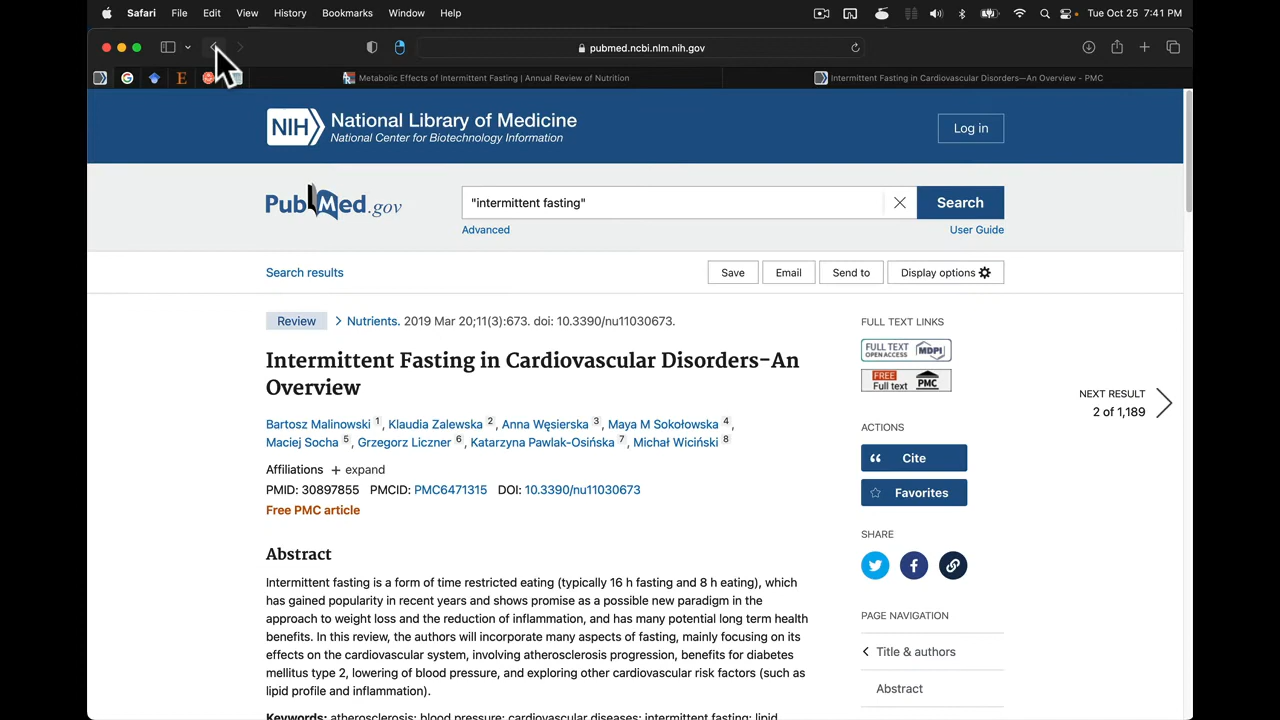 Safari File Edit View History Bookmarks Window Help Tue Oct 25 7:41 PM
pubmed.ncbi.nlm.nih.gov
G E Metabolic Effects of Intermittent Fasting | Annual Review of Nutrition Intermittent Fasting in Cardiovascular Disorders—An Overview - PMC
NIH National Library of Medicine
National Center for Biotechnology Information
Log in
PubMed.gov
"intermittent fasting"
Search
Advanced
User Guide
Search results
Save Email Send to Display options
Review > Nutrients. 2019 Mar 20;11(3):673. doi: 10.3390/nu11030673.
Intermittent Fasting in Cardiovascular Disorders-An
Overview
Bartosz Malinowski 1, Klaudia Zalewska 2, Anna Węsierska 3, Maya M Sokołowska 4,
Maciej Socha 5, Grzegorz Liczner 6, Katarzyna Pawlak-Osińska 7, Michał Wiciński 8
Affiliations + expand
PMID: 30897855 PMCID: PMC6471315 DOI: 10.3390/nu11030673
Free PMC article
Abstract
Intermittent fasting is a form of time restricted eating (typically 16 h fasting and 8 h eating), which
has gained popularity in recent years and shows promise as a possible new paradigm in the
approach to weight loss and the reduction of inflammation, and has many potential long term health
benefits. In this review, the authors will incorporate many aspects of fasting, mainly focusing on its
effects on the cardiovascular system, involving atherosclerosis progression, benefits for diabetes
mellitus type 2, lowering of blood pressure, and exploring other cardiovascular risk factors (such as
lipid profile and inflammation).
Keywords: atherosclerosis; blood pressure; cardiovascular diseases; intermittent fasting; lipid
FULL TEXT LINKS
FULL TEXT
OPEN ACCESS
MDPI
FREE
Full text
PMC
ACTIONS
Cite
Favorites
SHARE
PAGE NAVIGATION
Title & authors
Abstract
NEXT RESULT
2 of 1,189